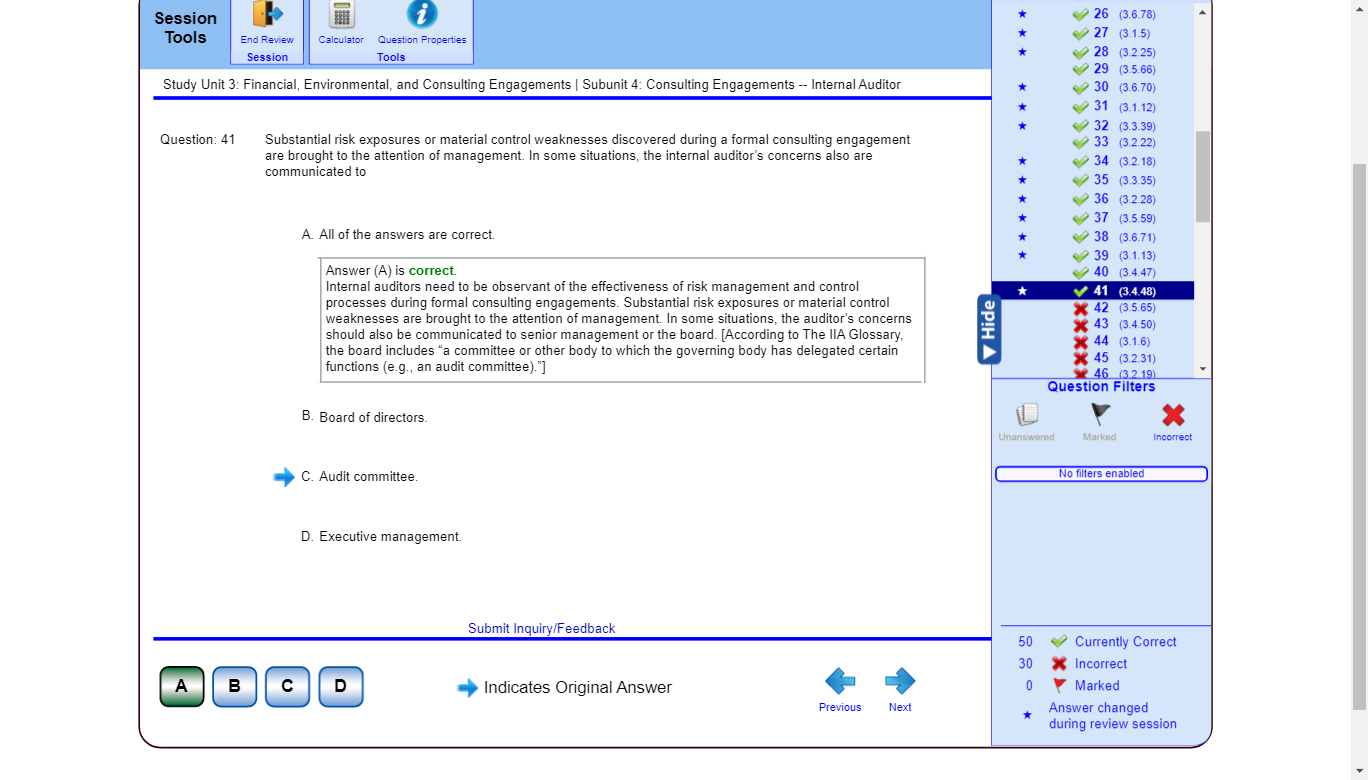 Session
Tools
End Review
Calculator
Question Properties
Session
Tools
Study Unit 3: Financial, Environmental, and Consulting Engagements | Subunit 4: Consulting Engagements -- Internal Auditor
Question: 41
Substantial risk exposures or material control weaknesses discovered during a formal consulting engagement
are brought to the attention of management. In some situations, the internal auditor’s concerns also are
communicated to
A. All of the answers are correct.
Answer (A) is correct.
Internal auditors need to be observant of the effectiveness of risk management and control
processes during formal consulting engagements. Substantial risk exposures or material control
weaknesses are brought to the attention of management. In some situations, the auditor’s concerns
should also be communicated to senior management or the board. [According to The IIA Glossary,
the board includes “a committee or other body to which the governing body has delegated certain
functions (e.g., an audit committee).”]
B. Board of directors.
C. Audit committee.
D. Executive management.
Submit Inquiry/Feedback
A
B
C
D
Indicates Original Answer
Previous
Next
26 (3.6.78)
27 (3.1.5)
28 (3.2.25)
29 (3.5.66)
30 (3.6.70)
31 (3.1.12)
32 (3.3.39)
33 (3.2.22)
34 (3.2.18)
35 (3.3.35)
36 (3.2.28)
37 (3.5.59)
38 (3.6.71)
39 (3.1.13)
40 (3.4.47)
41 (3.4.48)
42 (3.5.65)
43 (3.4.50)
44 (3.1.6)
45 (3.2.31)
46 (3.2.19)
Hide
Question Filters
Unanswered
Marked
Incorrect
No filters enabled
50 Currently Correct
30 Incorrect
0 Marked
Answer changed
during review session